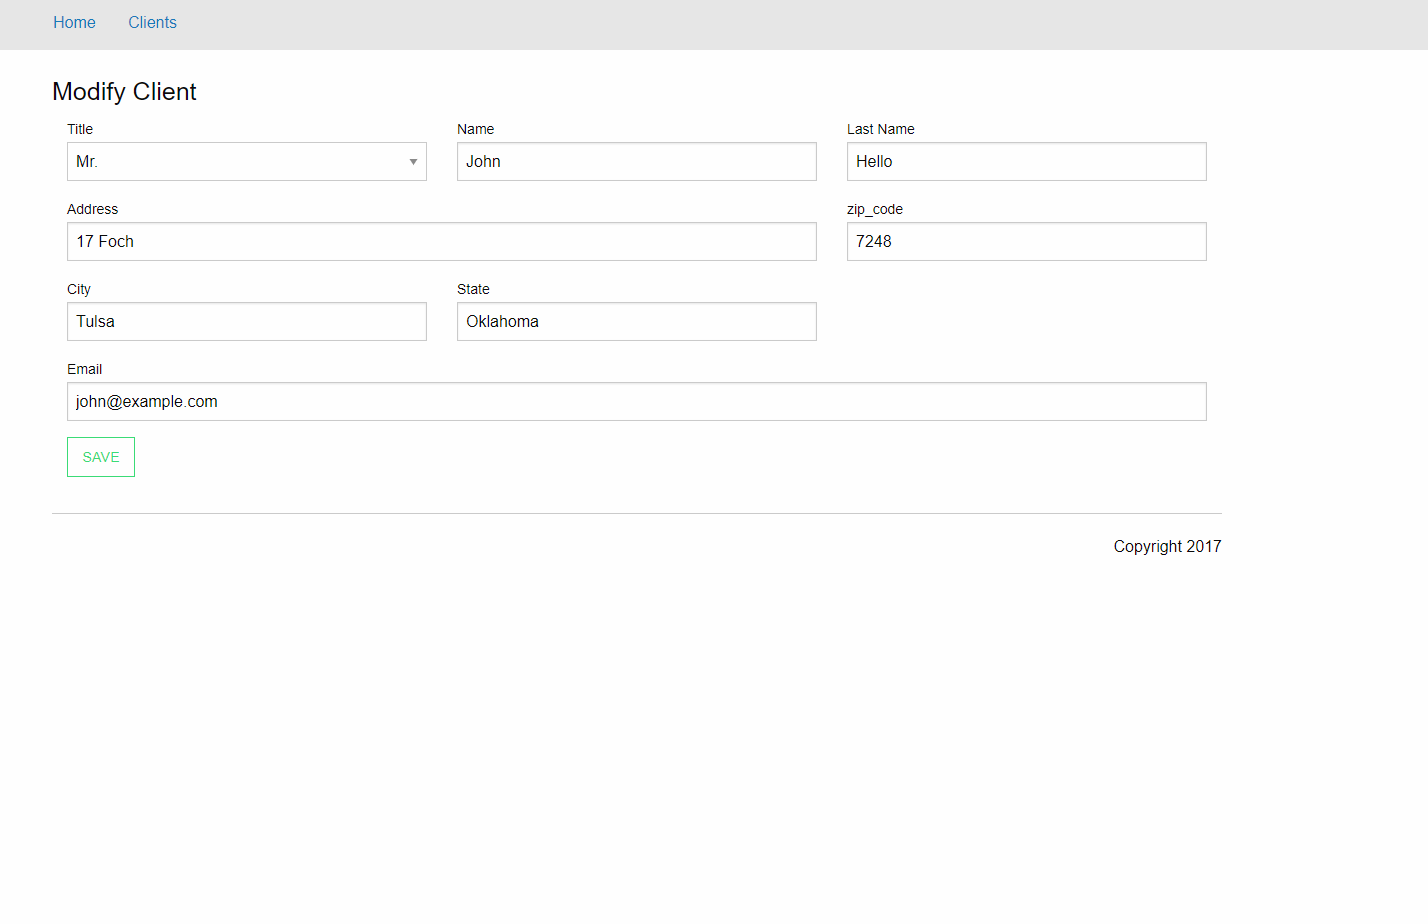 Home Clients
Modify Client
Title Name Last Name
Mr. John Hello
Address zip_code
17 Foch 7248
City State
Tulsa Oklahoma
Email
john@example.com
SAVE
Copyright 2017